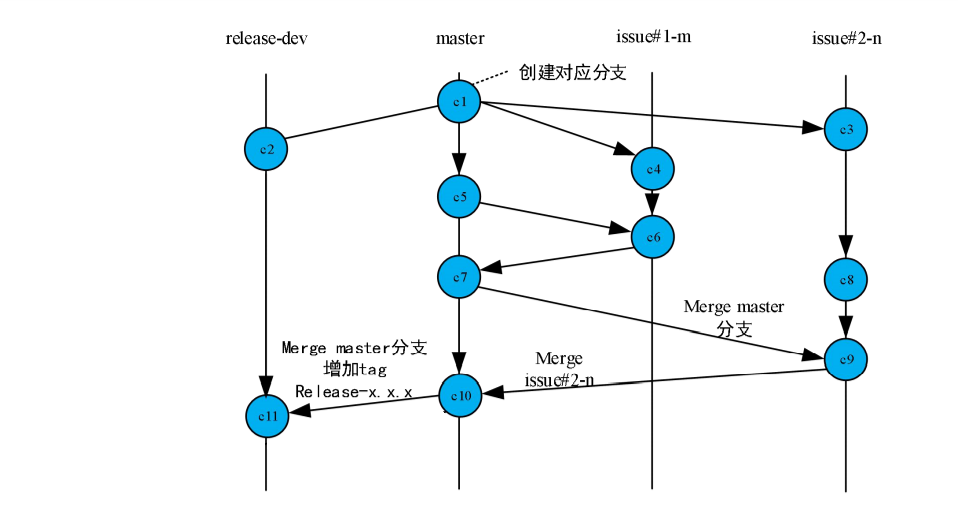 release-dev
master
issue#1-m
issue#2-n
创建对应分支
c1
c2
c3
c4
c5
c6
c7
c8
Merge master
分支
Merge master分支
增加tag
Release-x.x.x
Merge
issue#2-n
c9
c10
c11